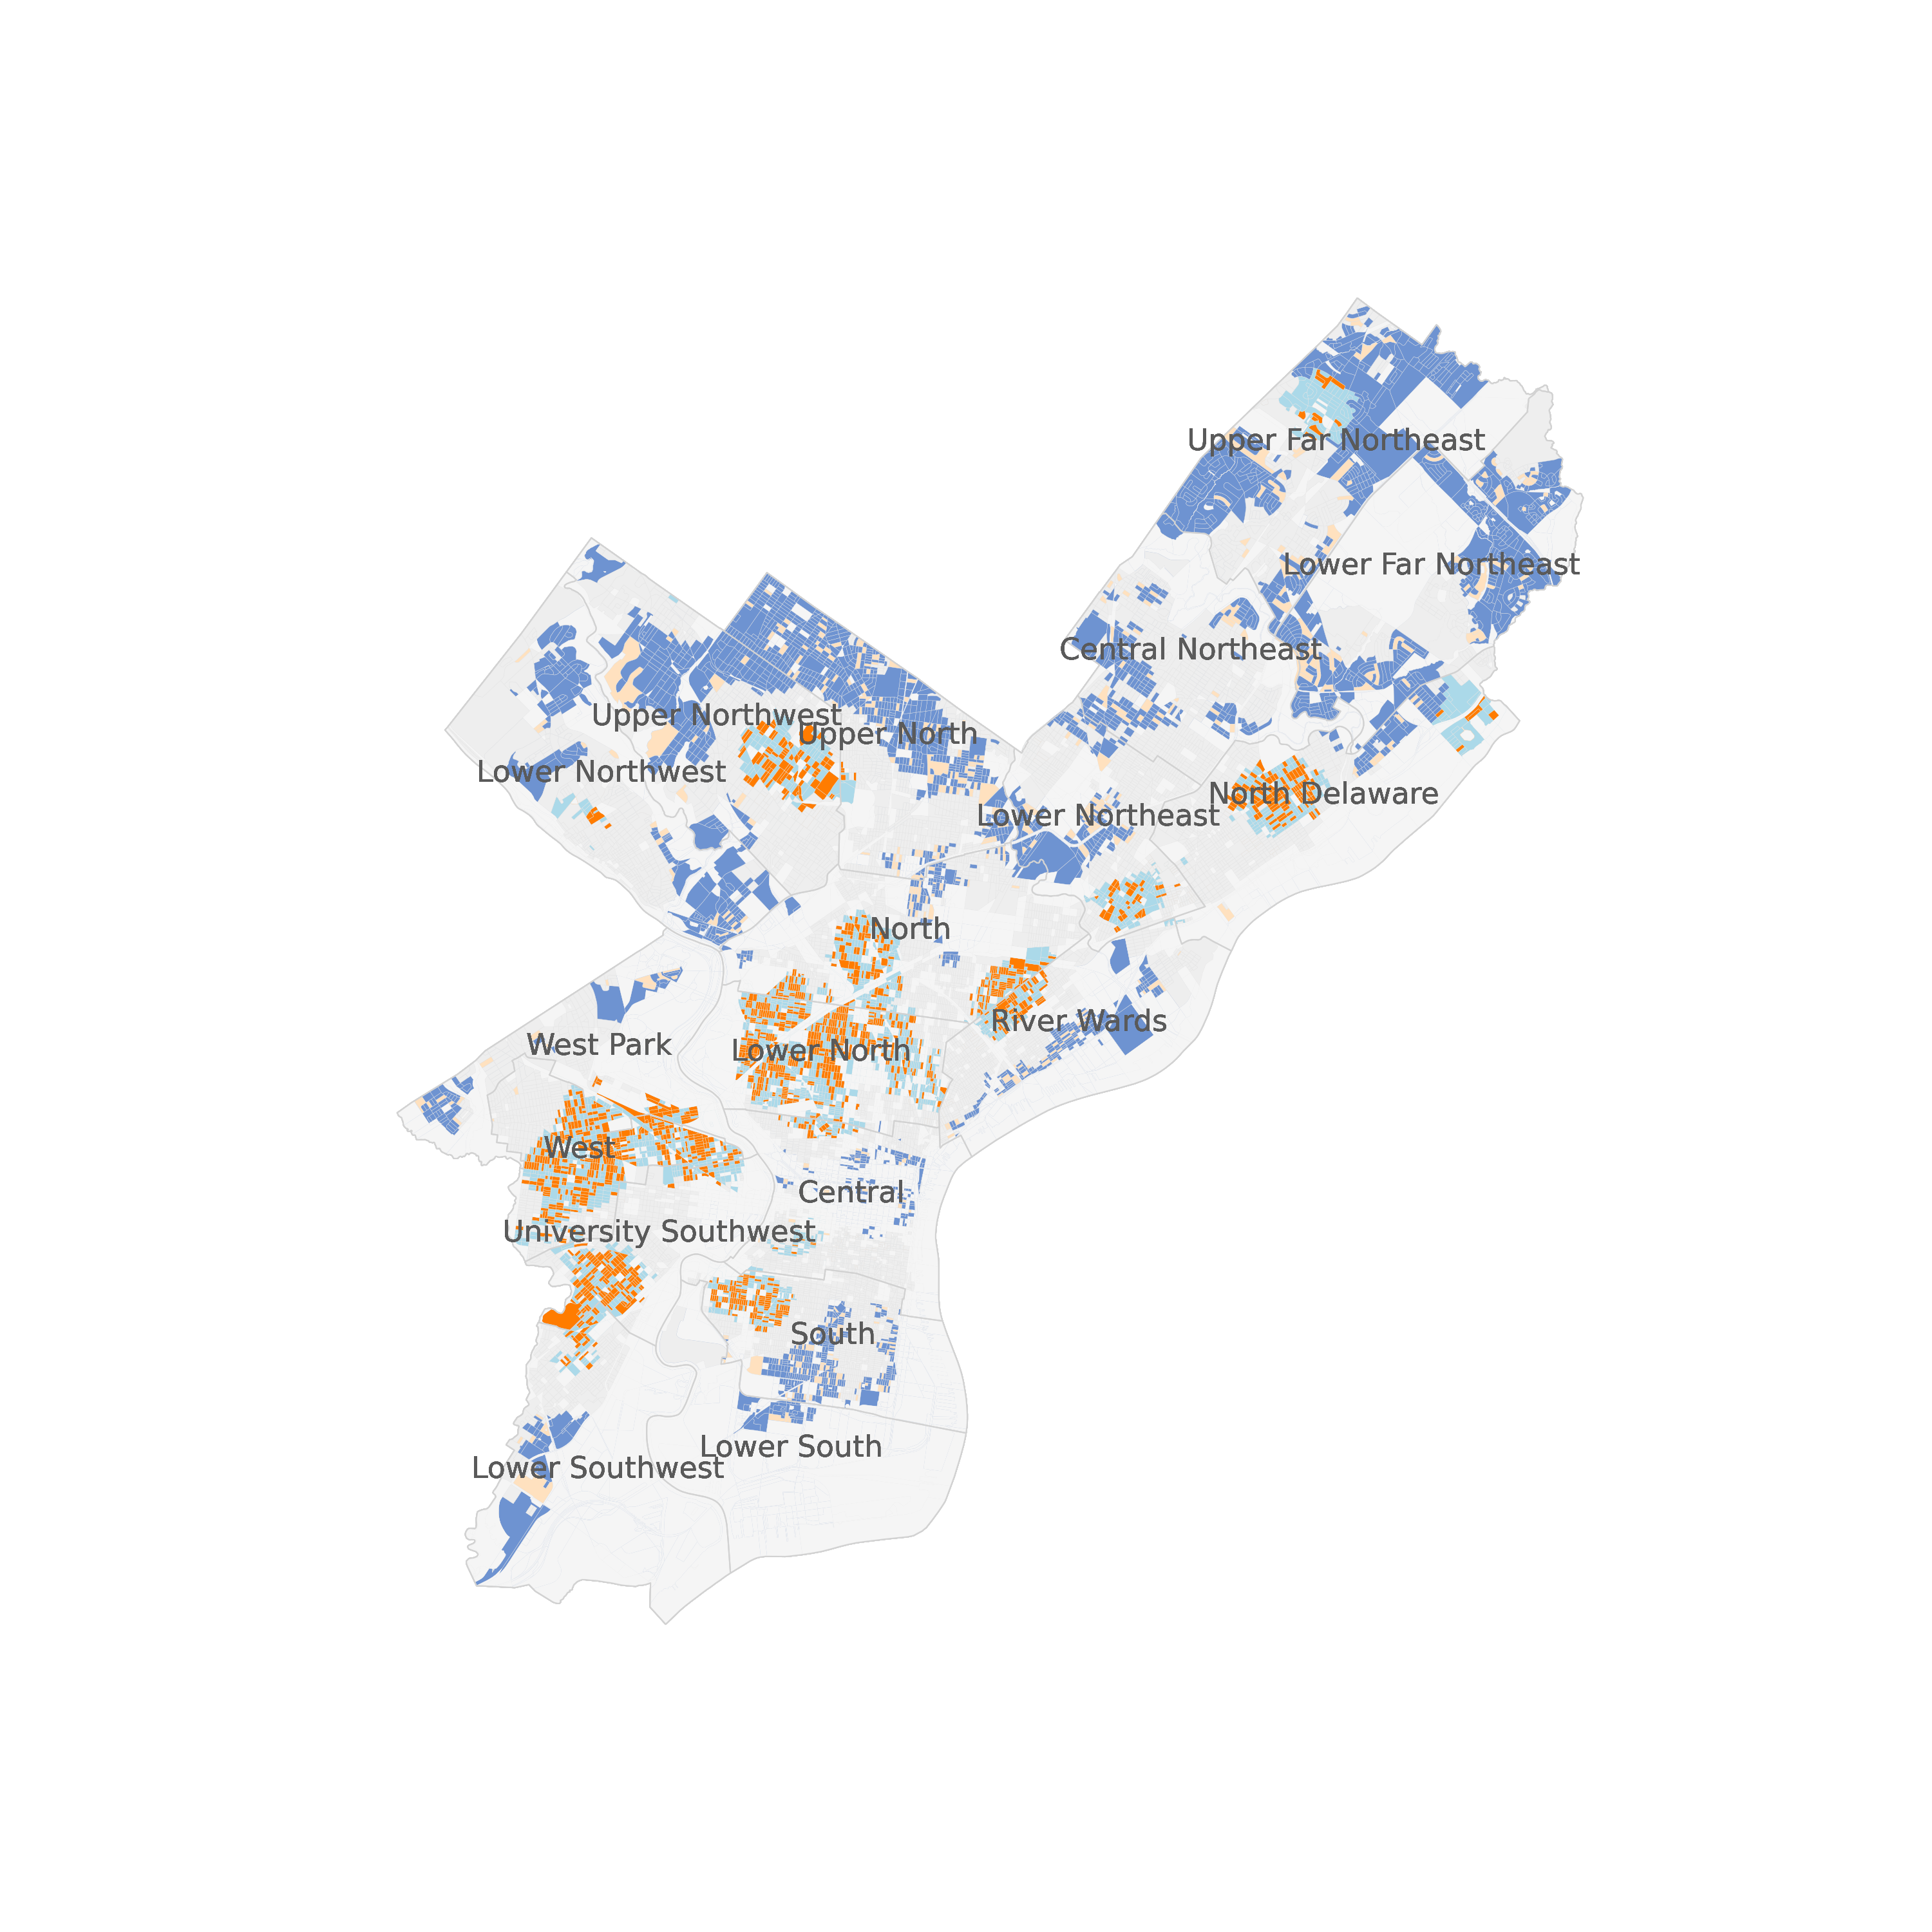 Upper Far Northeast
Lower Far Northeast
Central Northeast
Upper Northwest
Upper North
Lower Northwest
North Delaware
Lower Northeast
North
River Wards
West Park
Lower North
West
Central
University Southwest
South
Lower South
Lower Southwest